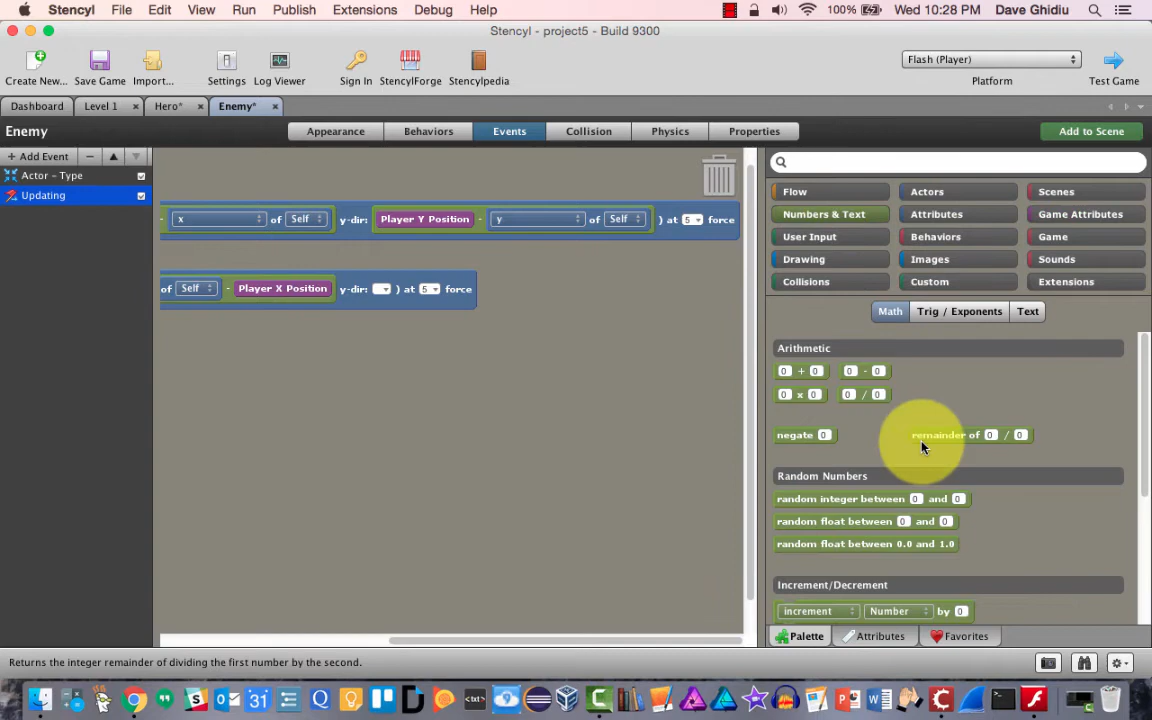 Stencyl File Edit View Run Publish Extensions Debug Help 100% Wed 10:28 PM Dave Ghidiu
Stencyl - project5 - Build 9300
Create New... Save Game Import... Settings Log Viewer Sign In StencylForge Stencylpedia
Flash (Player)
Platform Test Game
Dashboard Level 1 × Hero* × Enemy* ×
Enemy Appearance Behaviors Events Collision Physics Properties Add to Scene
+ Add Event
Actor – Type
Updating
- x of Self y-dir: Player Y Position - y of Self ) at 5 force
of Self - Player X Position y-dir: ) at 5 force
Flow Actors Scenes
Numbers & Text Attributes Game Attributes
User Input Behaviors Game
Drawing Images Sounds
Collisions Custom Extensions
Math Trig / Exponents Text
Arithmetic
0 + 0 0 - 0
0 x 0 0 / 0
negate 0 remainder of 0 / 0
Random Numbers
random integer between 0 and 0
random float between 0 and 0
random float between 0.0 and 1.0
Increment/Decrement
increment Number by 0
Palette Attributes Favorites
Returns the integer remainder of dividing the first number by the second.
31 <txt>